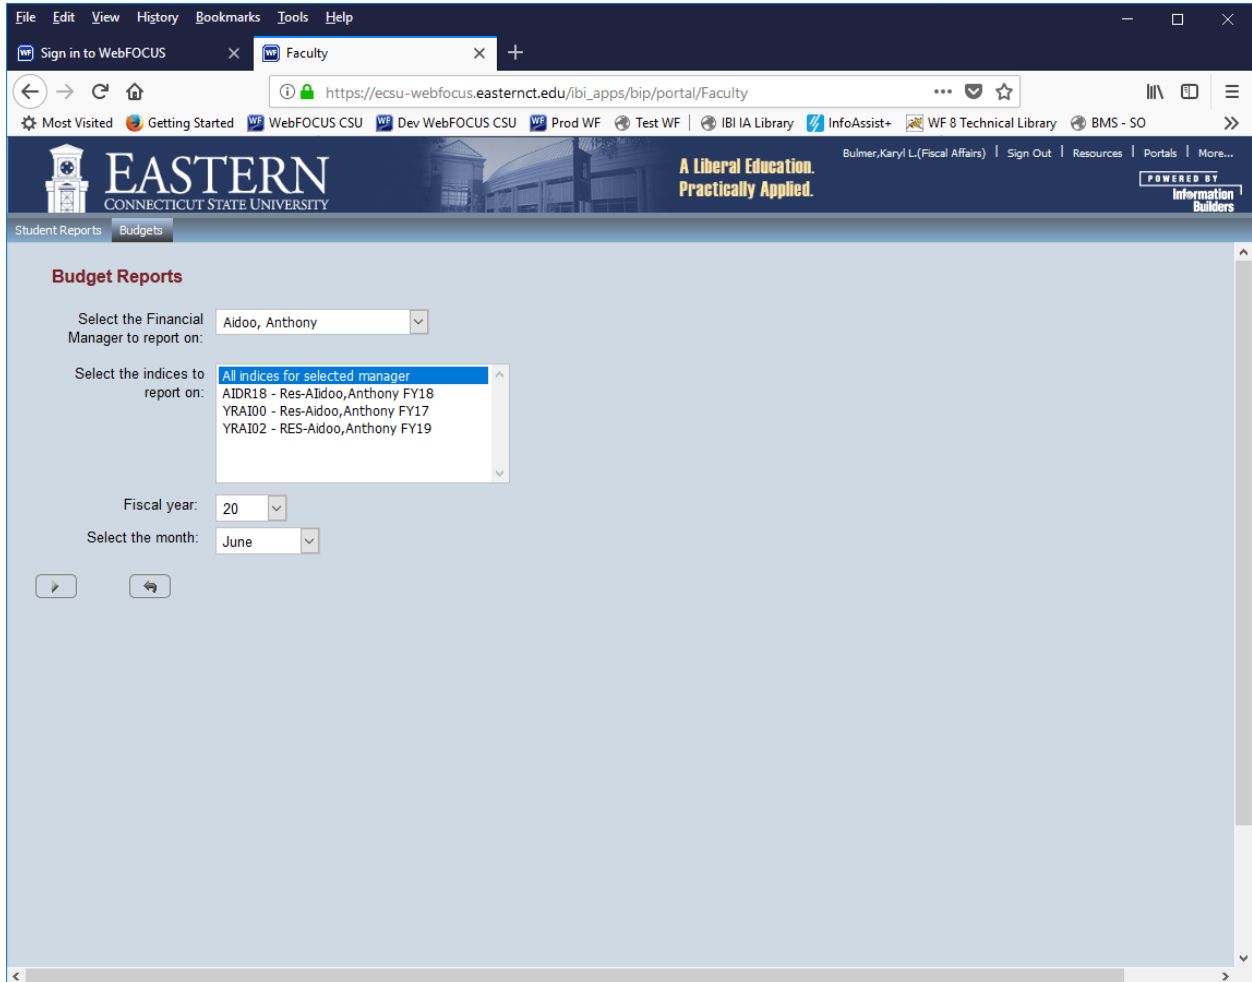 File Edit View History Bookmarks Tools Help
Sign in to WebFOCUS
Faculty
https://ecsu-webfocus.easternct.edu/ibi_apps/bip/portal/Faculty
Most Visited Getting Started WebFOCUS CSU Dev WebFOCUS CSU Prod WF Test WF IBI IA Library InfoAssist+ WF 8 Technical Library BMS - SO
EASTERN
CONNECTICUT STATE UNIVERSITY
A Liberal Education.
Practically Applied.
Bulmer,Karyl L.(Fiscal Affairs) | Sign Out | Resources | Portals | More...
POWERED BY
Information
Builders
Student Reports Budgets
Budget Reports
Select the Financial
Manager to report on:
Aidoo, Anthony
Select the indices to
report on:
All indices for selected manager
AIDR18 - Res-AIidoo,Anthony FY18
YRAI00 - Res-Aidoo,Anthony FY17
YRAI02 - RES-Aidoo,Anthony FY19
Fiscal year: 20
Select the month: June